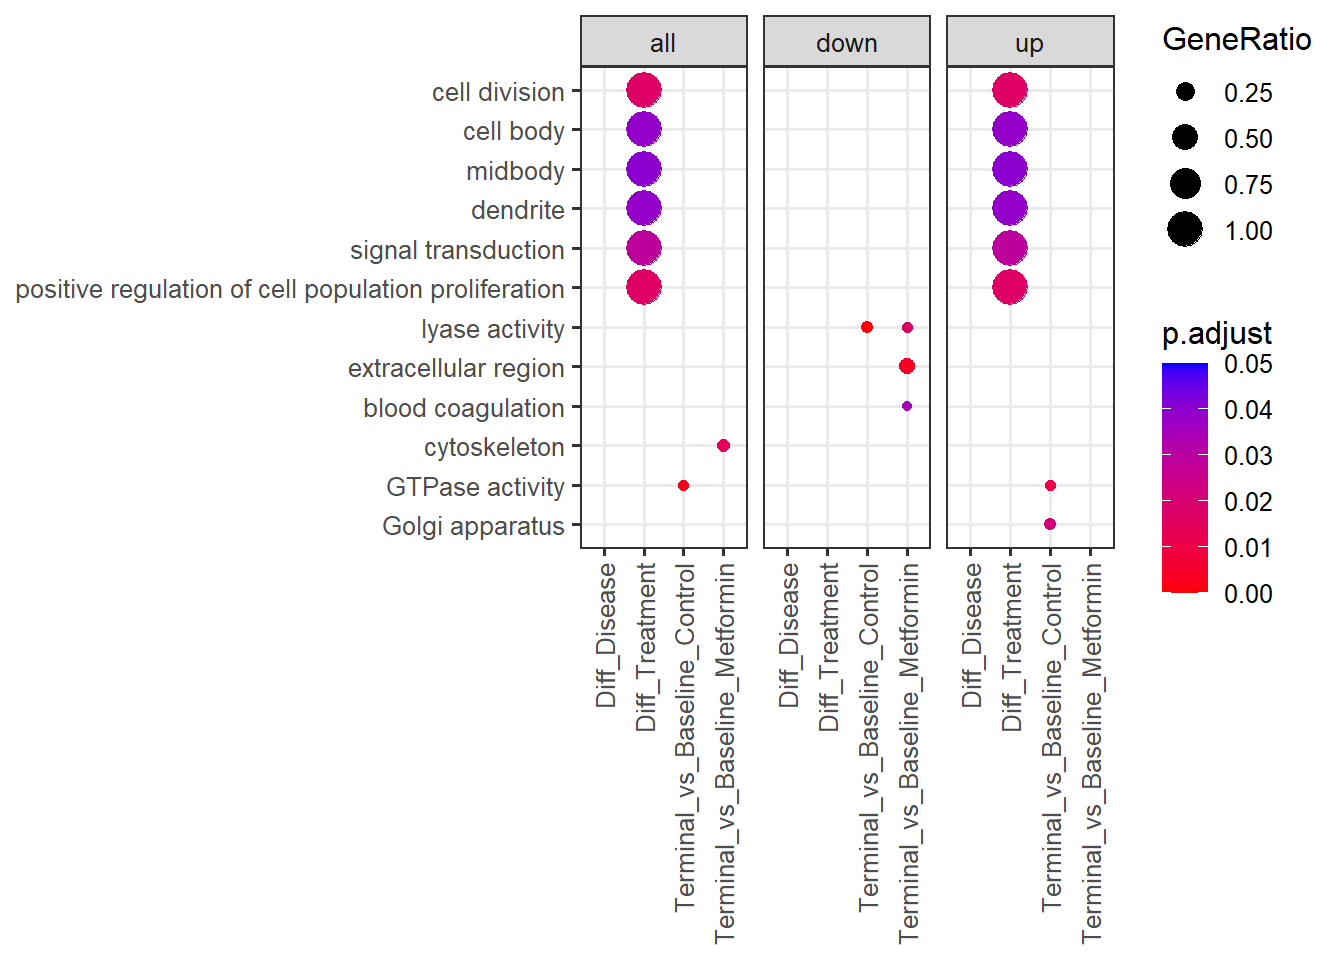 all
down
up
cell division
cell body
midbody
dendrite
signal transduction
positive regulation of cell population proliferation
lyase activity
extracellular region
blood coagulation
cytoskeleton
GTPase activity
Golgi apparatus
Diff_Disease
Diff_Treatment
Terminal_vs_Baseline_Control
Terminal_vs_Baseline_Metformin
Diff_Disease
Diff_Treatment
Terminal_vs_Baseline_Control
Terminal_vs_Baseline_Metformin
Diff_Disease
Diff_Treatment
Terminal_vs_Baseline_Control
Terminal_vs_Baseline_Metformin
GeneRatio
0.25
0.50
0.75
1.00
p.adjust
0.05
0.04
0.03
0.02
0.01
0.00